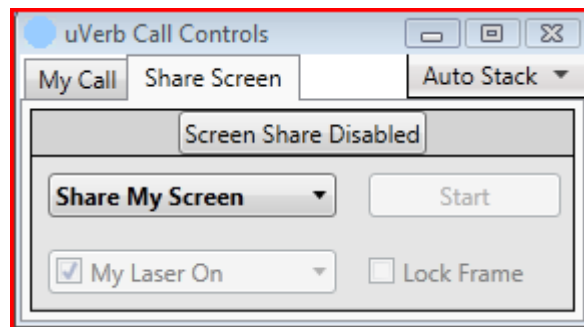 uVerb Call Controls
My Call Share Screen Auto Stack
Screen Share Disabled
Share My Screen Start
My Laser On Lock Frame